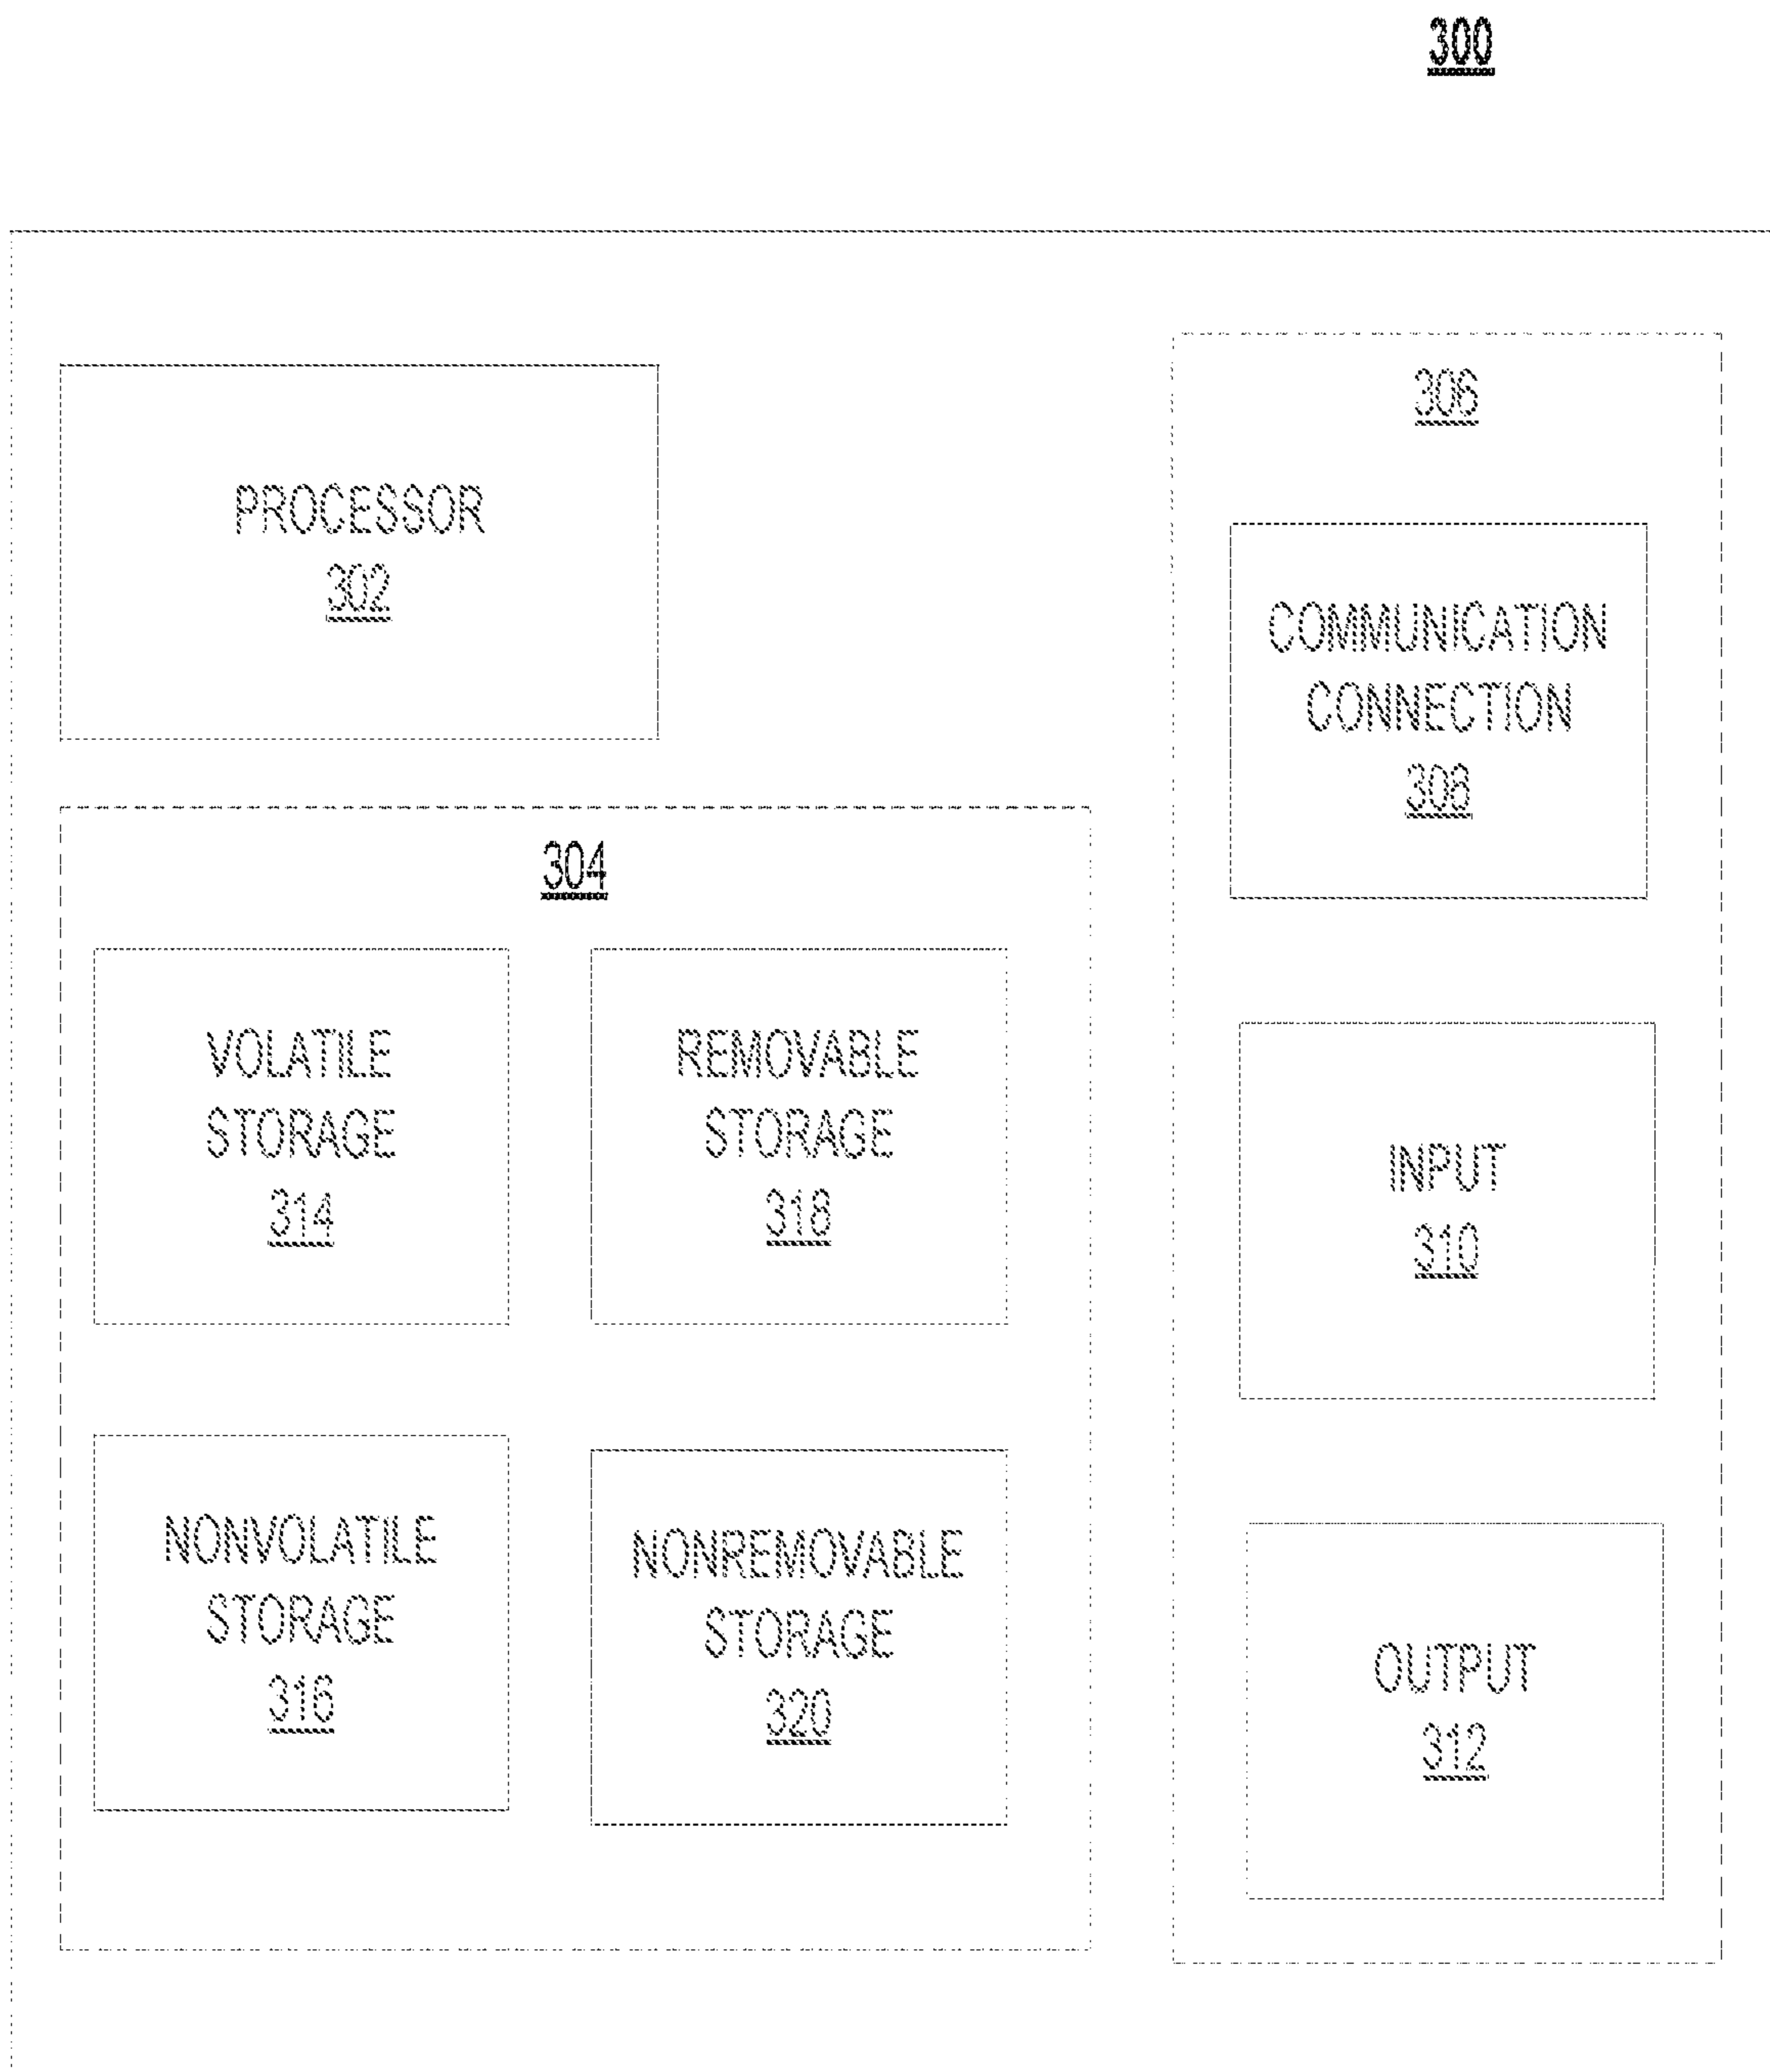 300
PROCESSOR
302
304
VOLATILE
STORAGE
314
REMOVABLE
STORAGE
318
NONVOLATILE
STORAGE
316
NONREMOVABLE
STORAGE
320
306
COMMUNICATION
CONNECTION
308
INPUT
310
OUTPUT
312